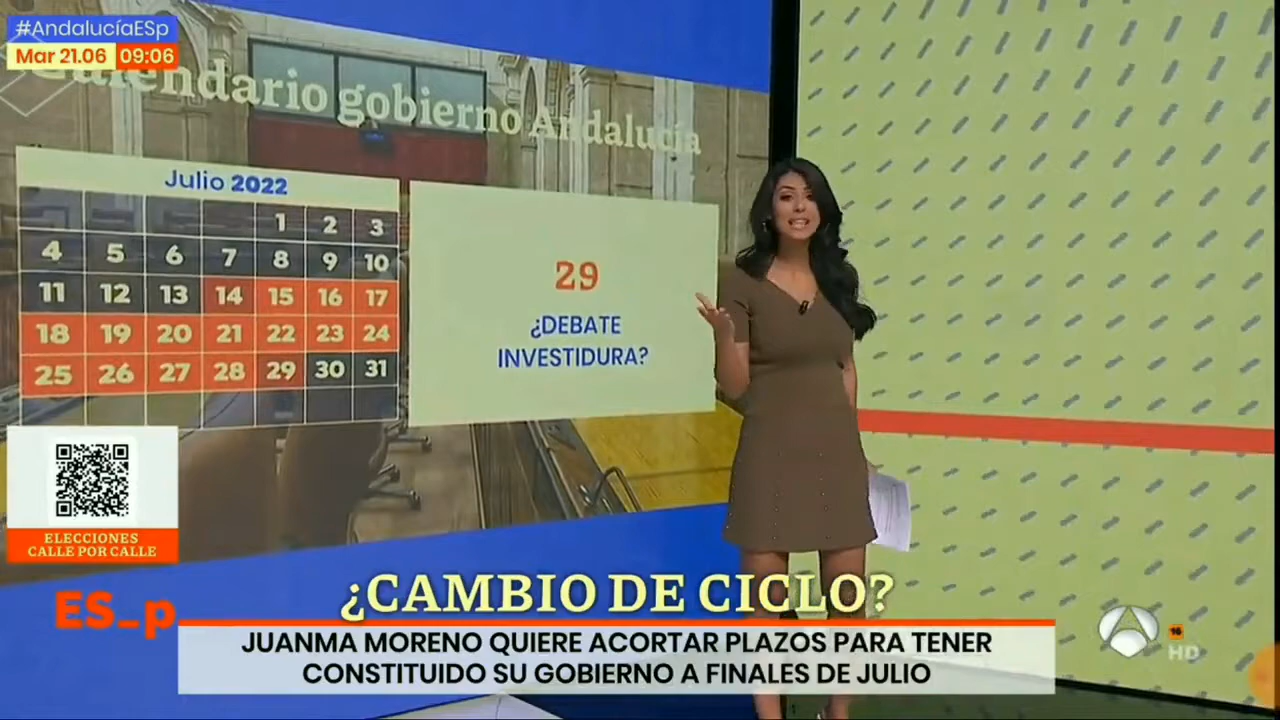 #AndalucíaESp
Mar 21.06 09:06
Calendario gobierno Andalucía
Julio 2022
1 2 3
4 5 6 7 8 9 10
11 12 13 14 15 16 17
18 19 20 21 22 23 24
25 26 27 28 29 30 31
29
¿DEBATE
INVESTIDURA?
ELECCIONES
CALLE POR CALLE
ES_p
¿CAMBIO DE CICLO?
JUANMA MORENO QUIERE ACORTAR PLAZOS PARA TENER
CONSTITUIDO SU GOBIERNO A FINALES DE JULIO
16
HD